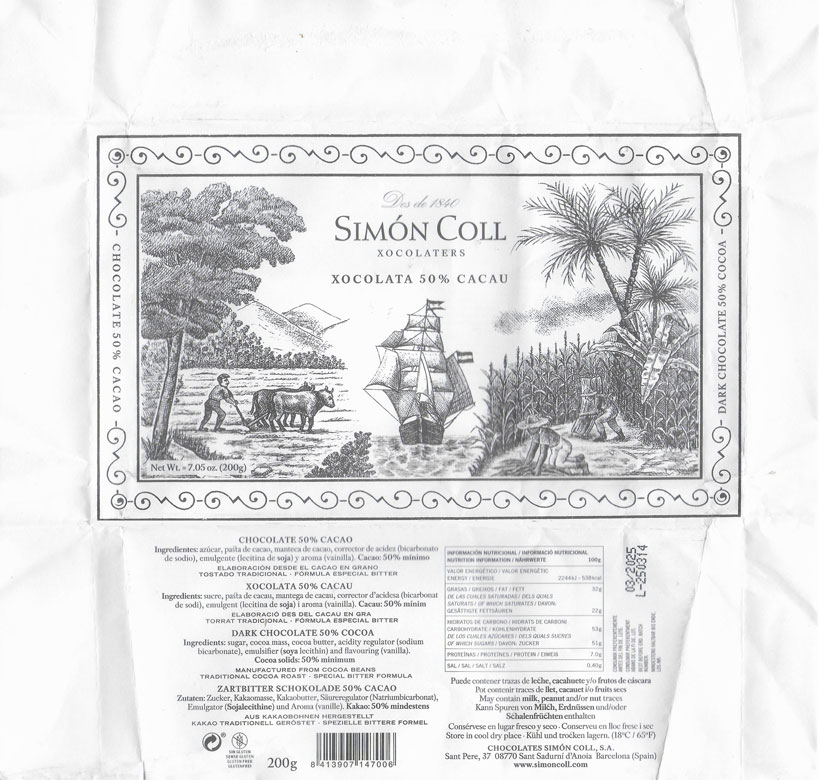 Des de 1840
SIMÓN COLL
XOCOLATERS
XOCOLATA 50% CACAU
CHOCOLATE 50% CACAO
DARK CHOCOLATE 50% COCOA
Net Wt. = 7.05 oz. (200g)
CHOCOLATE 50% CACAO
Ingredientes: azúcar, pasta de cacao, manteca de cacao, corrector de acidez (bicarbonato
de sodio), emulgente (lecitina de soja) y aroma (vainilla). Cacao: 50% mínimo
ELABORACIÓN DESDE EL CACAO EN GRANO
TOSTADO TRADICIONAL · FÓRMULA ESPECIAL BITTER
XOCOLATA 50% CACAU
Ingredients: sucre, pasta de cacau, mantega de cacau, corrector d'acidesa (bicarbonat
de sodi), emulgent (lecitina de soja) i aroma (vainilla). Cacau: 50% mínim
ELABORACIÓ DES DEL CACAU EN GRA
TORRAT TRADICIONAL · FÓRMULA ESPECIAL BITTER
DARK CHOCOLATE 50% COCOA
Ingredients: sugar, cocoa mass, cocoa butter, acidity regulator (sodium
bicarbonate), emulsifier (soya lecithin) and flavouring (vanilla).
Cocoa solids: 50% minimum
MANUFACTURED FROM COCOA BEANS
TRADITIONAL COCOA ROAST · SPECIAL BITTER FORMULA
ZARTBITTER SCHOKOLADE 50% CACAO
Zutaten: Zucker, Kakaomasse, Kakaobutter, Säureregulator (Natriumbicarbonat),
Emulgator (Sojalecithine) und Aroma (vanille). Kakao: 50% mindestens
AUS KAKAOBOHNEN HERGESTELLT
KAKAO TRADITIONELL GERÖSTET · SPEZIELLE BITTERE FORMEL
SIN GLUTEN
SENSE GLUTEN
GLUTEN FREE
GLUTENFREI
200g
8 413907 147006
INFORMACIÓN NUTRICIONAL / INFORMACIÓ NUTRICIONAL
NUTRITION INFORMATION / NÄHRWERTE 100g
VALOR ENERGÉTICO / VALOR ENERGÈTIC
ENERGY / ENERGIE 2244kJ - 538kcal
GRASAS / GREIXOS / FAT / FETT 32g
DE LAS CUALES SATURADAS / DELS QUALS
SATURATS / OF WHICH SATURATES / DAVON:
GESÄTTIGTE FETTSÄUREN 22g
HIDRATOS DE CARBONO / HIDRATS DE CARBONI
CARBOHYDRATE / KOHLENHYDRATE 53g
DE LOS CUALES AZÚCARES / DELS QUALS SUCRES
OF WHICH SUGARS / DAVON: ZUCKER 51g
PROTEÍNAS / PROTEÏNES / PROTEIN / EIWEIß 7.0g
SAL / SAL / SALT / SALZ 0.40g
03/2025
L-250314
Puede contener trazas de leche, cacahuete y/o frutos de cáscara
Pot contenir traces de llet, cacauet i/o fruits secs
May contain milk, peanut and/or nut traces
Kann Spuren von Milch, Erdnüssen und/oder
Schalenfrüchten enthalten
Consérvese en lugar fresco y seco · Conserveu en lloc fresc i sec
Store in cool dry place · Kühl und trocken lagern. (18°C / 65°F)
CHOCOLATES SIMÓN COLL, S.A.
Sant Pere, 37 08770 Sant Sadurní d'Anoia Barcelona (Spain)
www.simoncoll.com